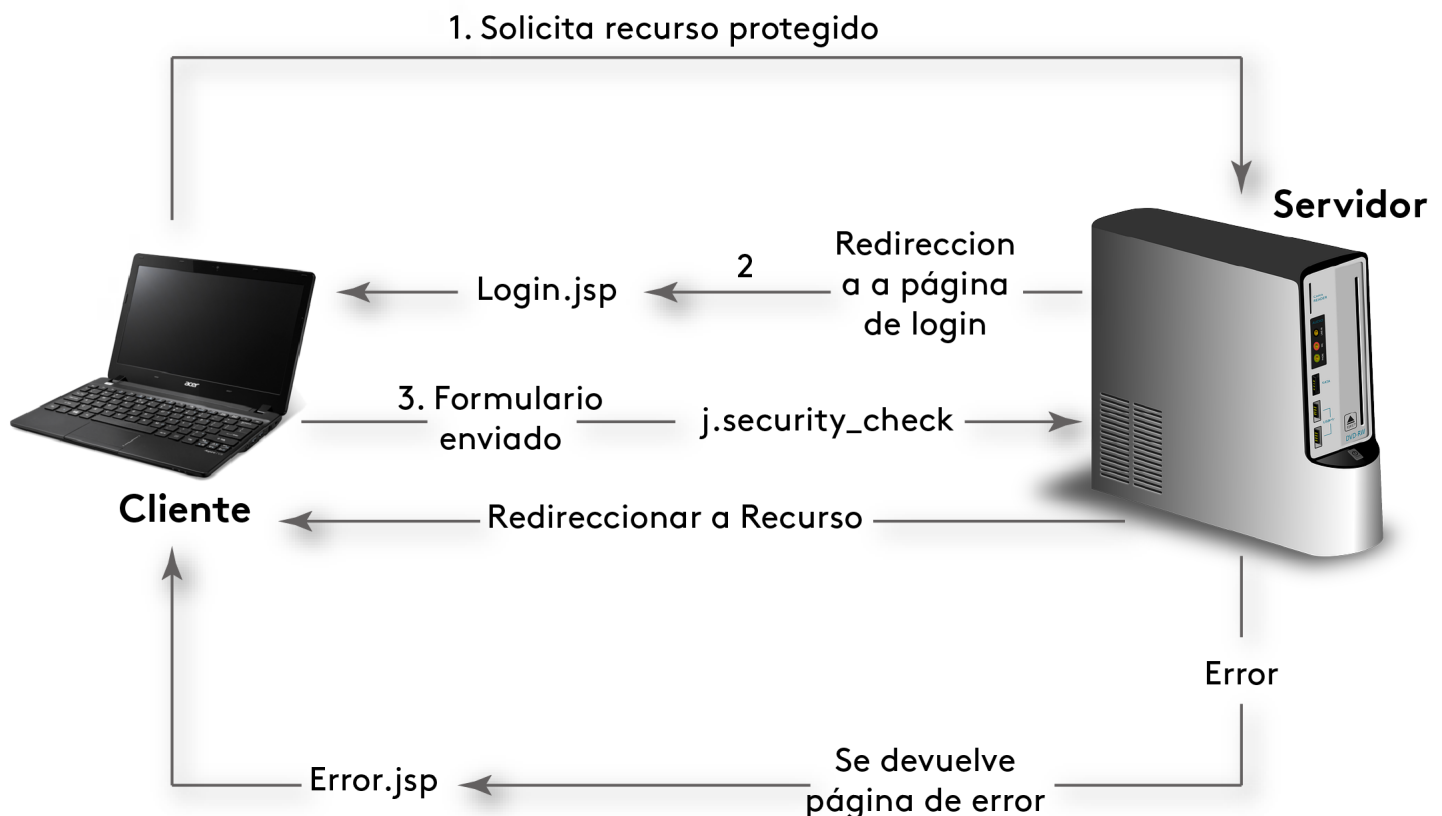 1. Solicita recurso protegido
Servidor
Redireccion
a a página
de login
2
Login.jsp
3. Formulario
enviado
j.security_check
acer
Cliente
Redireccionar a Recurso
Error
Se devuelve
página de error
Error.jsp